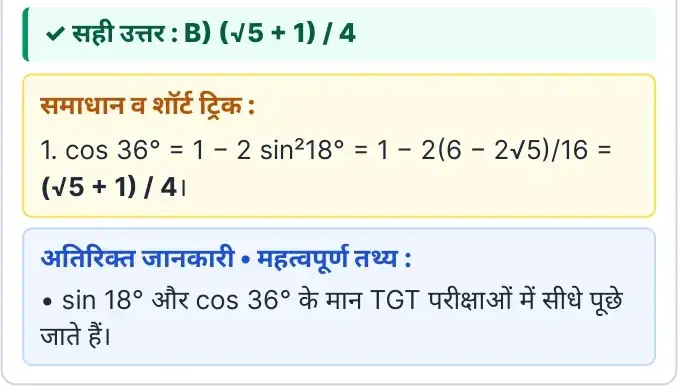 ✓ सही उत्तर : B) (√5 + 1) / 4
समाधान व शॉर्ट ट्रिक :
1. cos 36° = 1 − 2 sin²18° = 1 − 2(6 − 2√5)/16 =
(√5 + 1) / 4।
अतिरिक्त जानकारी • महत्वपूर्ण तथ्य :
• sin 18° और cos 36° के मान TGT परीक्षाओं में सीधे पूछे
जाते हैं।